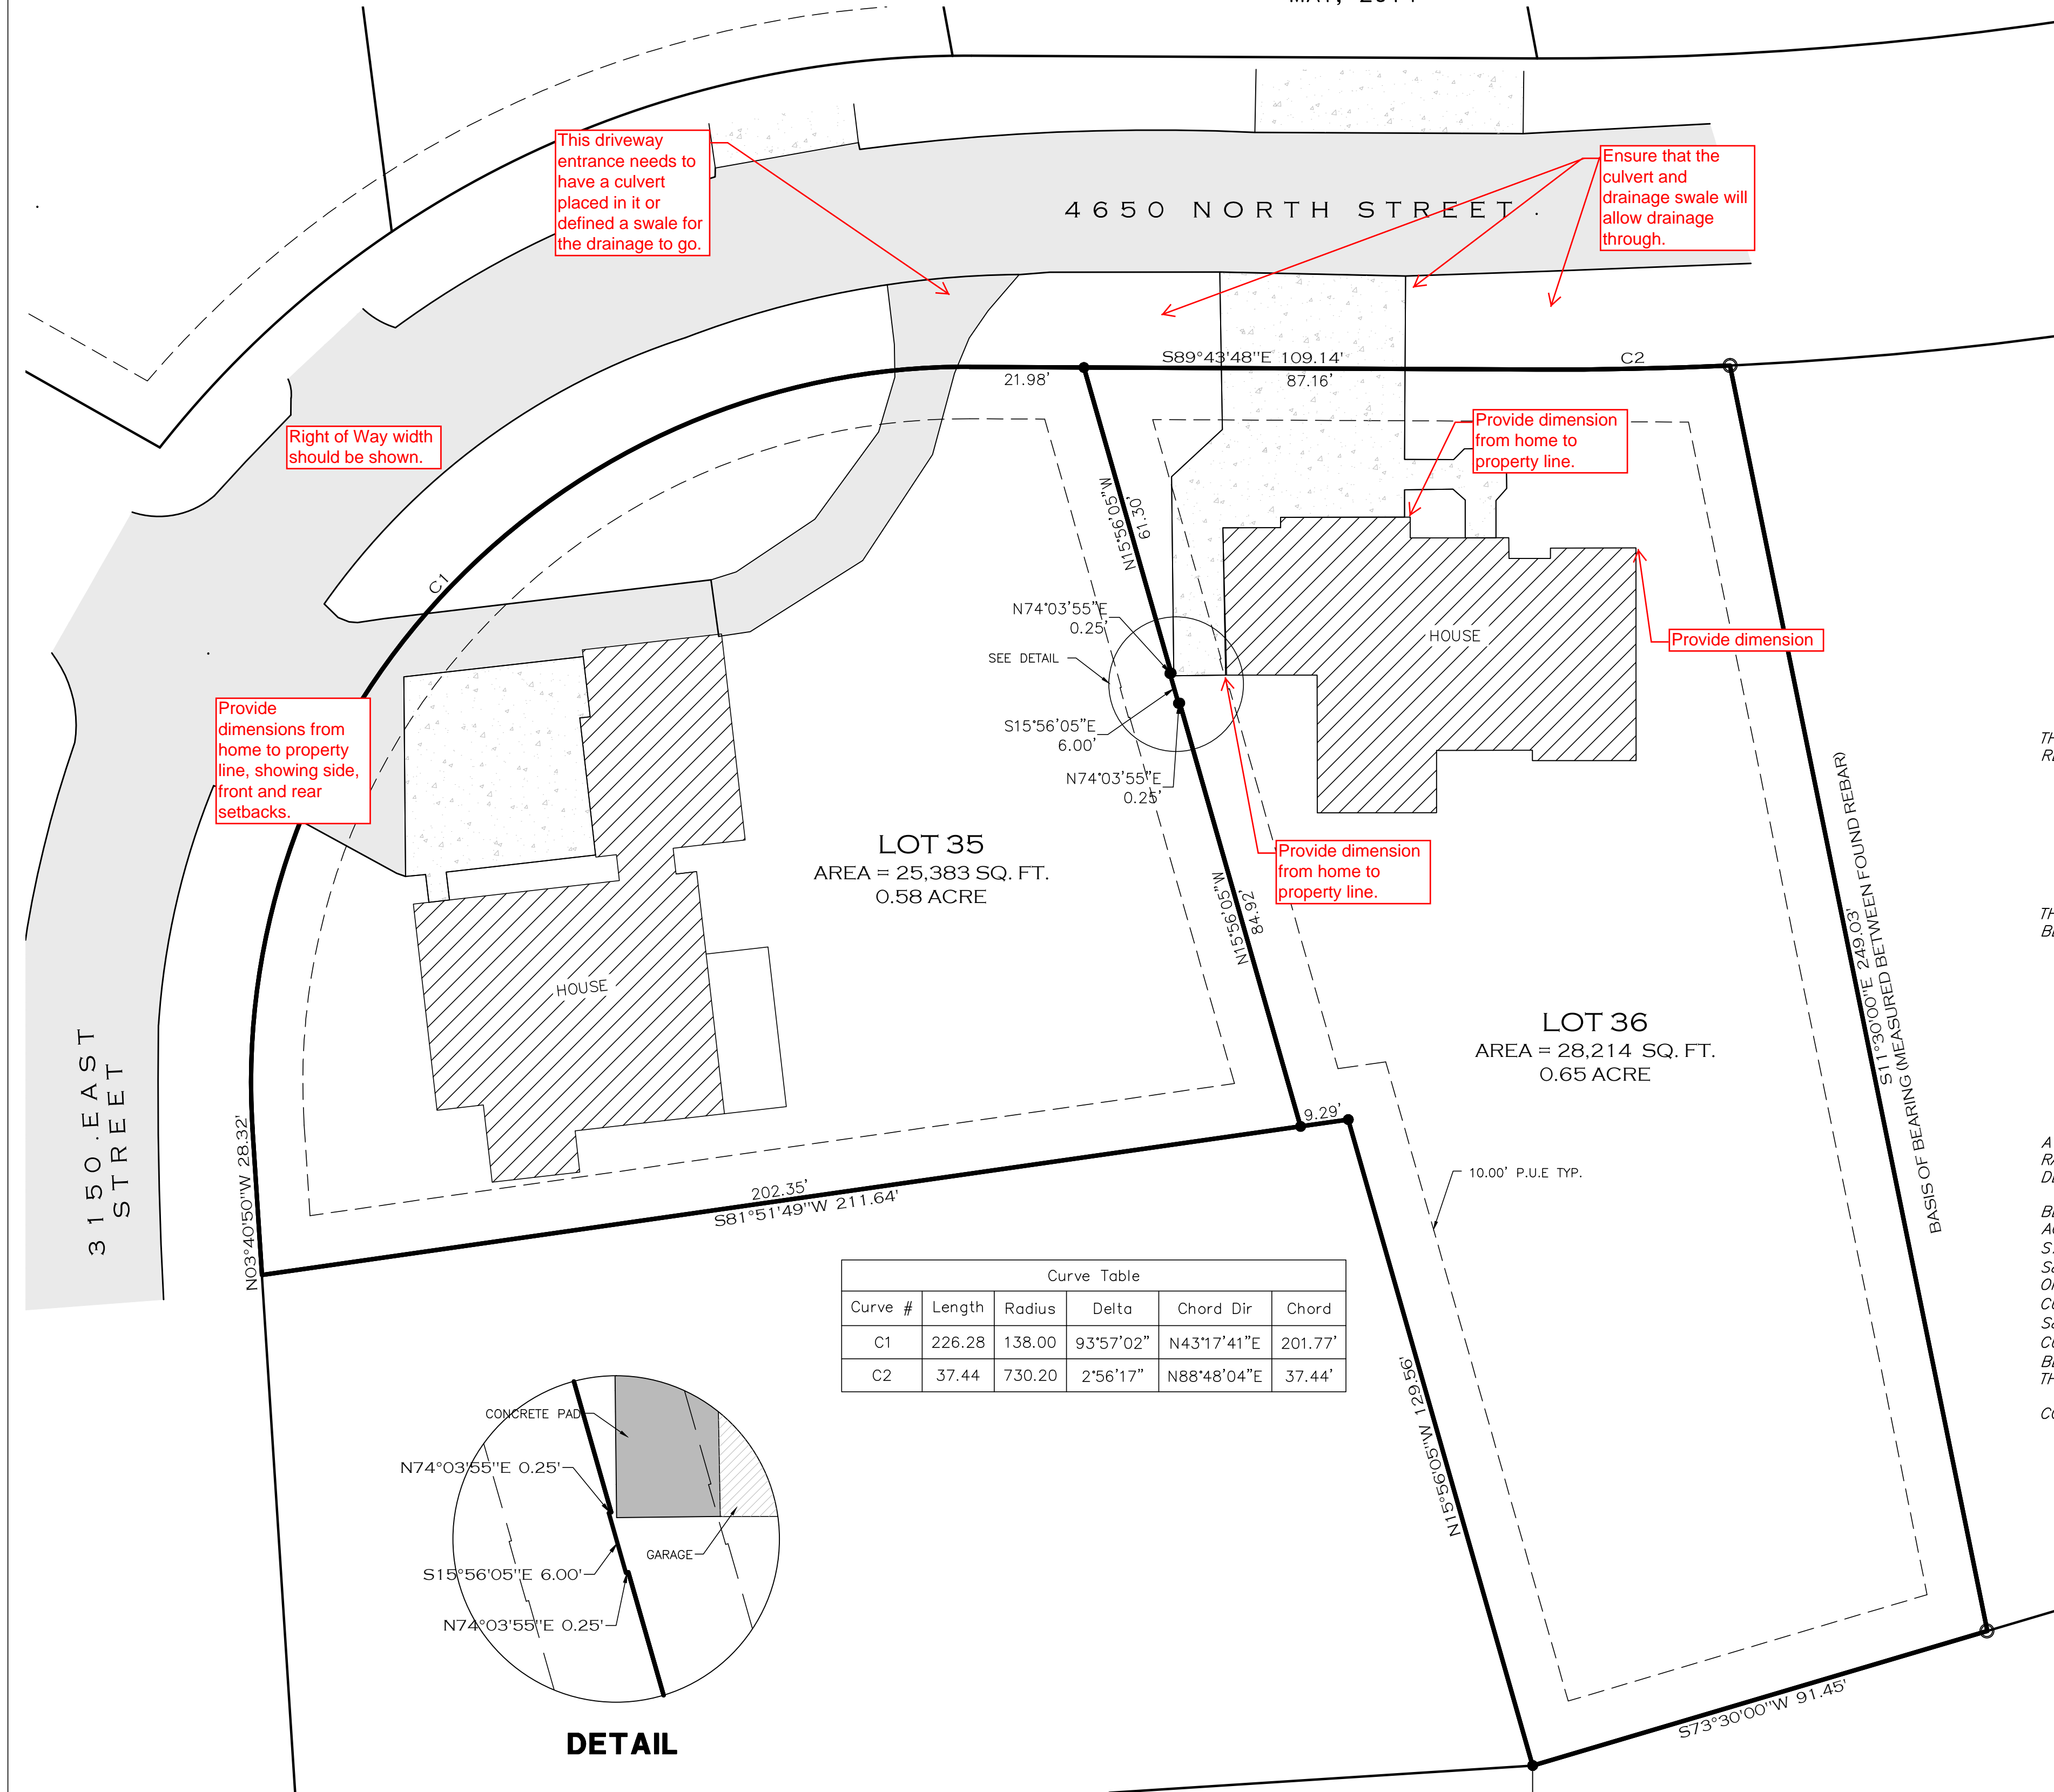 This driveway
entrance needs to
have a culvert
placed in it or
defined a swale for
the drainage to go.
Ensure that the
culvert and
drainage swale will
allow drainage
through.
4650 NORTH STREET
S89°43'48"E 109.14'
C2
21.98'
87.16'
Right of Way width
should be shown.
Provide dimension
from home to
property line.
N15°56'05"W
61.30'
C1
N74°03'55"E
0.25'
HOUSE
Provide dimension
SEE DETAIL
S15°56'05"E
6.00'
N74°03'55"E
0.25'
Provide
dimensions from
home to property
line, showing side,
front and rear
setbacks.
LOT 35
AREA = 25,383 SQ. FT.
0.58 ACRE
Provide dimension
from home to
property line.
N15°56'05"W
84.92'
HOUSE
S11°30'00"E 249.03'
BASIS OF BEARING (MEASURED BETWEEN FOUND REBAR)
LOT 36
AREA = 28,214 SQ. FT.
0.65 ACRE
3150 EAST
STREET
N03°40'50"W 28.32'
9.29'
202.35'
S81°51'49"W 211.64'
10.00' P.U.E TYP.
Curve Table
Curve # Length Radius Delta Chord Dir Chord
C1 226.28 138.00 93°57'02" N43°17'41"E 201.77'
C2 37.44 730.20 2°56'17" N88°48'04"E 37.44'
N15°56'05"W 129.56'
CONCRETE PAD
N74°03'55"E 0.25'
GARAGE
S15°56'05"E 6.00'
N74°03'55"E 0.25'
DETAIL
S73°30'00"W 91.45'